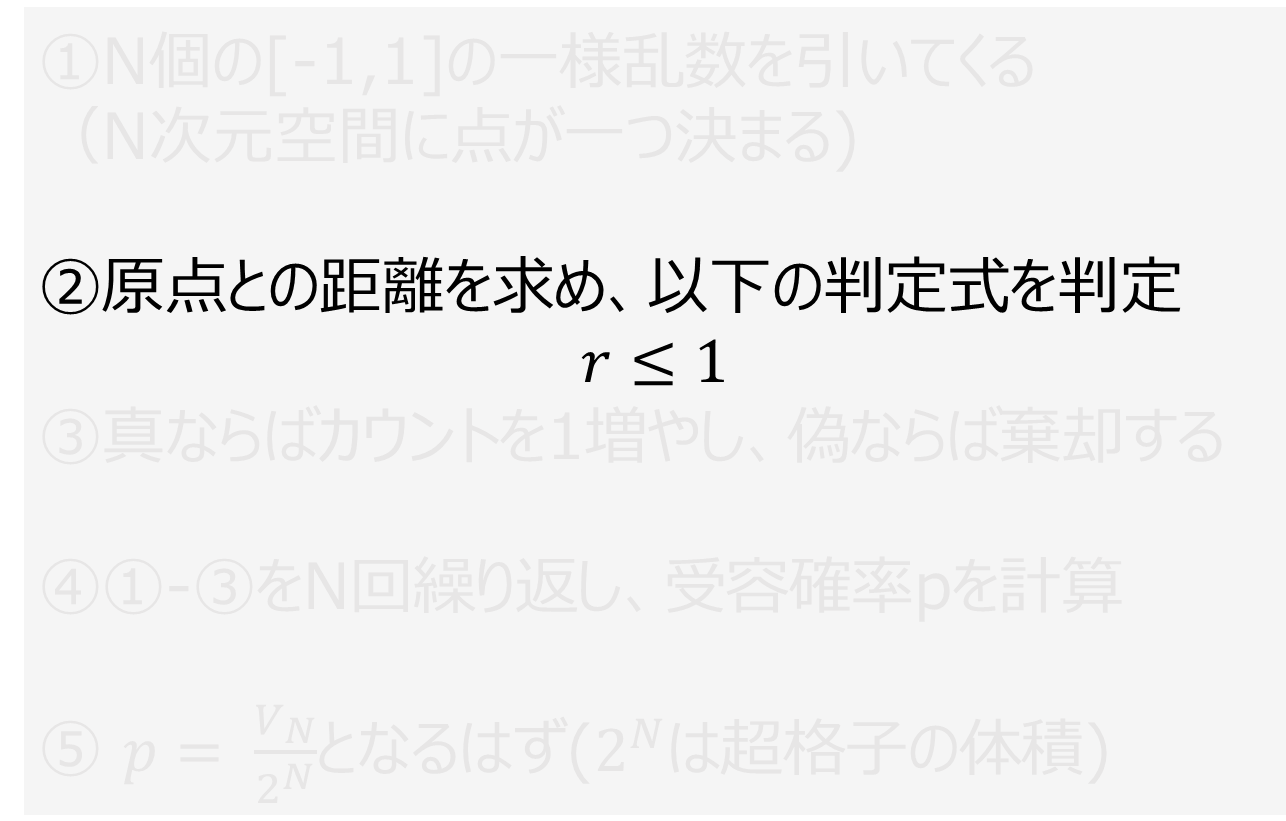 ①N個の[-1,1]の一様乱数を引いてくる
（N次元空間に点が一つ決まる)
②原点との距離を求め、以下の判定式を判定
r ≤ 1
③真ならばカウントを1増やし、偽ならば棄却する
④①-③をN回繰り返し、受容確率pを計算
⑤ p = V_N/2^N となるはず(2^Nは超格子の体積)